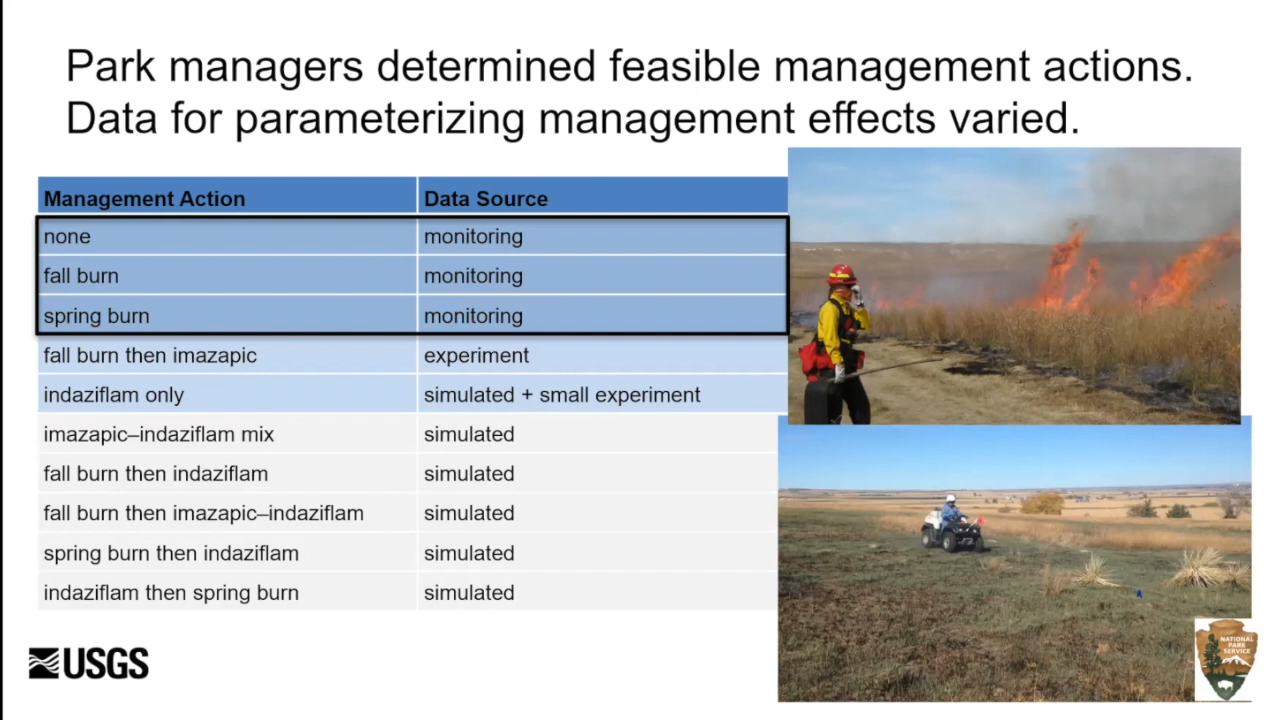 Park managers determined feasible management actions.
Data for parameterizing management effects varied.
Management Action Data Source
none monitoring
fall burn monitoring
spring burn monitoring
fall burn then imazapic experiment
indaziflam only simulated + small experiment
imazapic–indaziflam mix simulated
fall burn then indaziflam simulated
fall burn then imazapic–indaziflam simulated
spring burn then indaziflam simulated
indaziflam then spring burn simulated
USGS
NATIONAL
PARK
SERVICE